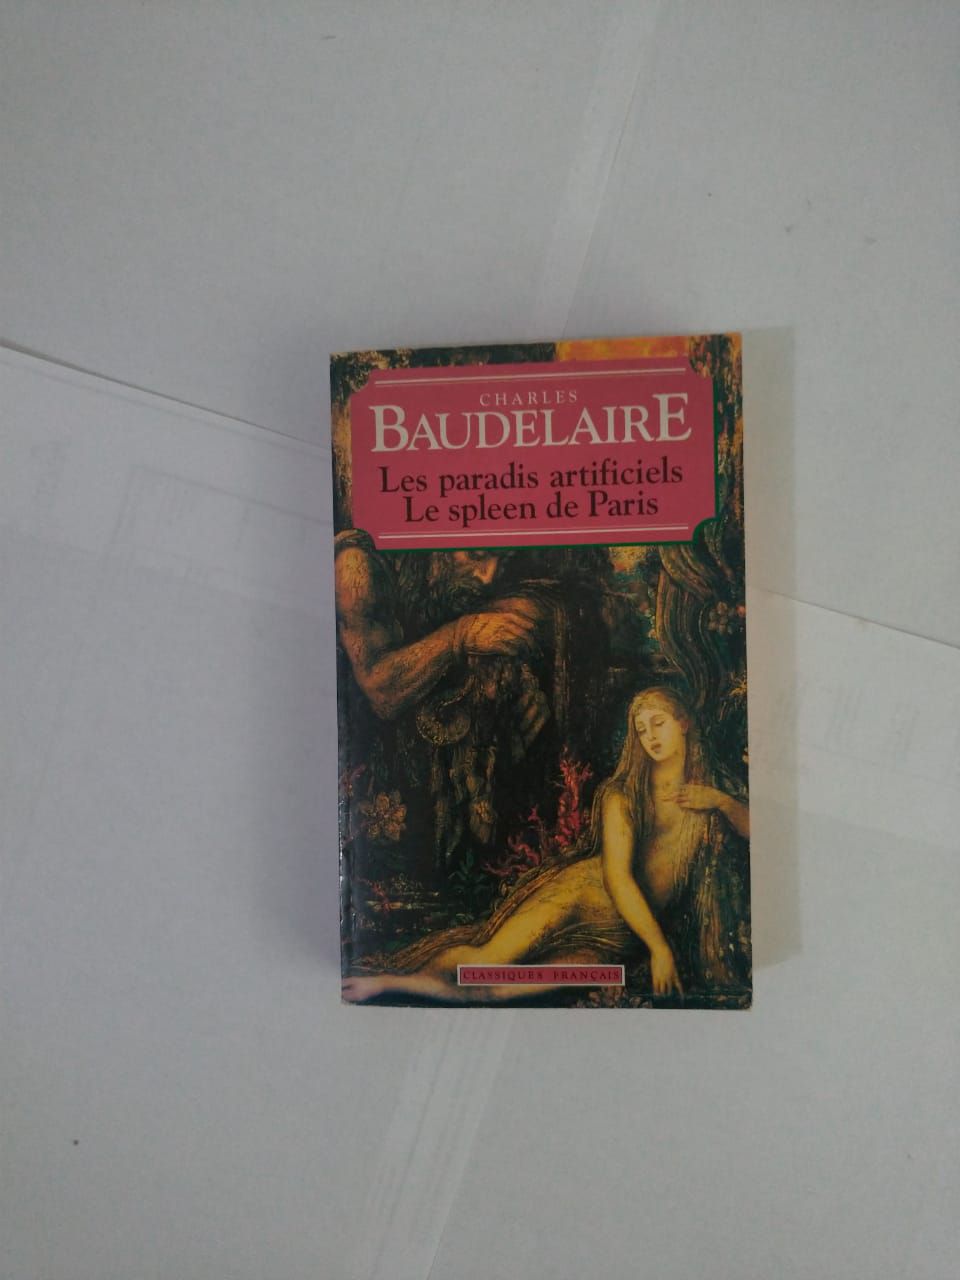 CHARLES
BAUDELAIRE
Les paradis artificiels
Le spleen de Paris
CLASSIQUES FRANÇAIS